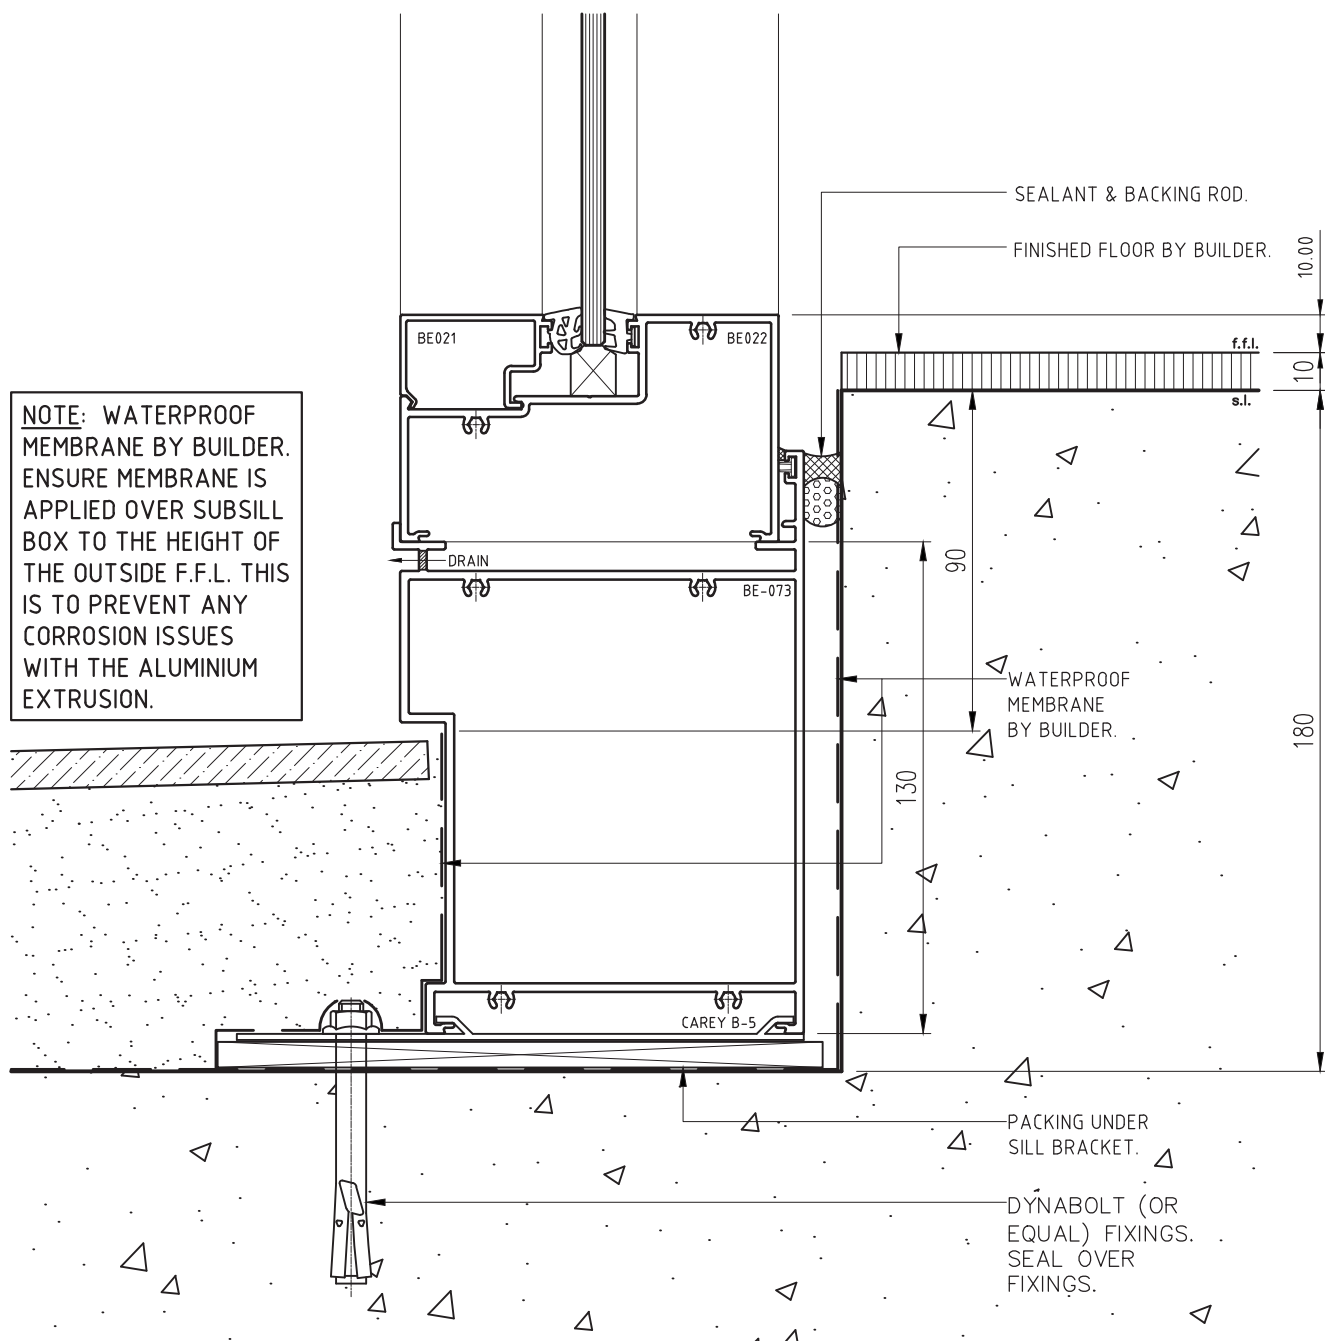 SEALANT & BACKING ROD.
FINISHED FLOOR BY BUILDER.
10.00
BE021
BE022
f.f.l.
10
s.l.
NOTE: WATERPROOF
MEMBRANE BY BUILDER.
ENSURE MEMBRANE IS
APPLIED OVER SUBSILL
BOX TO THE HEIGHT OF
THE OUTSIDE F.F.L. THIS
IS TO PREVENT ANY
CORROSION ISSUES
WITH THE ALUMINIUM
EXTRUSION.
DRAIN
BE-073
90
WATERPROOF
MEMBRANE
BY BUILDER.
180
130
CAREY B-5
PACKING UNDER
SILL BRACKET.
DYNABOLT (OR
EQUAL) FIXINGS.
SEAL OVER
FIXINGS.